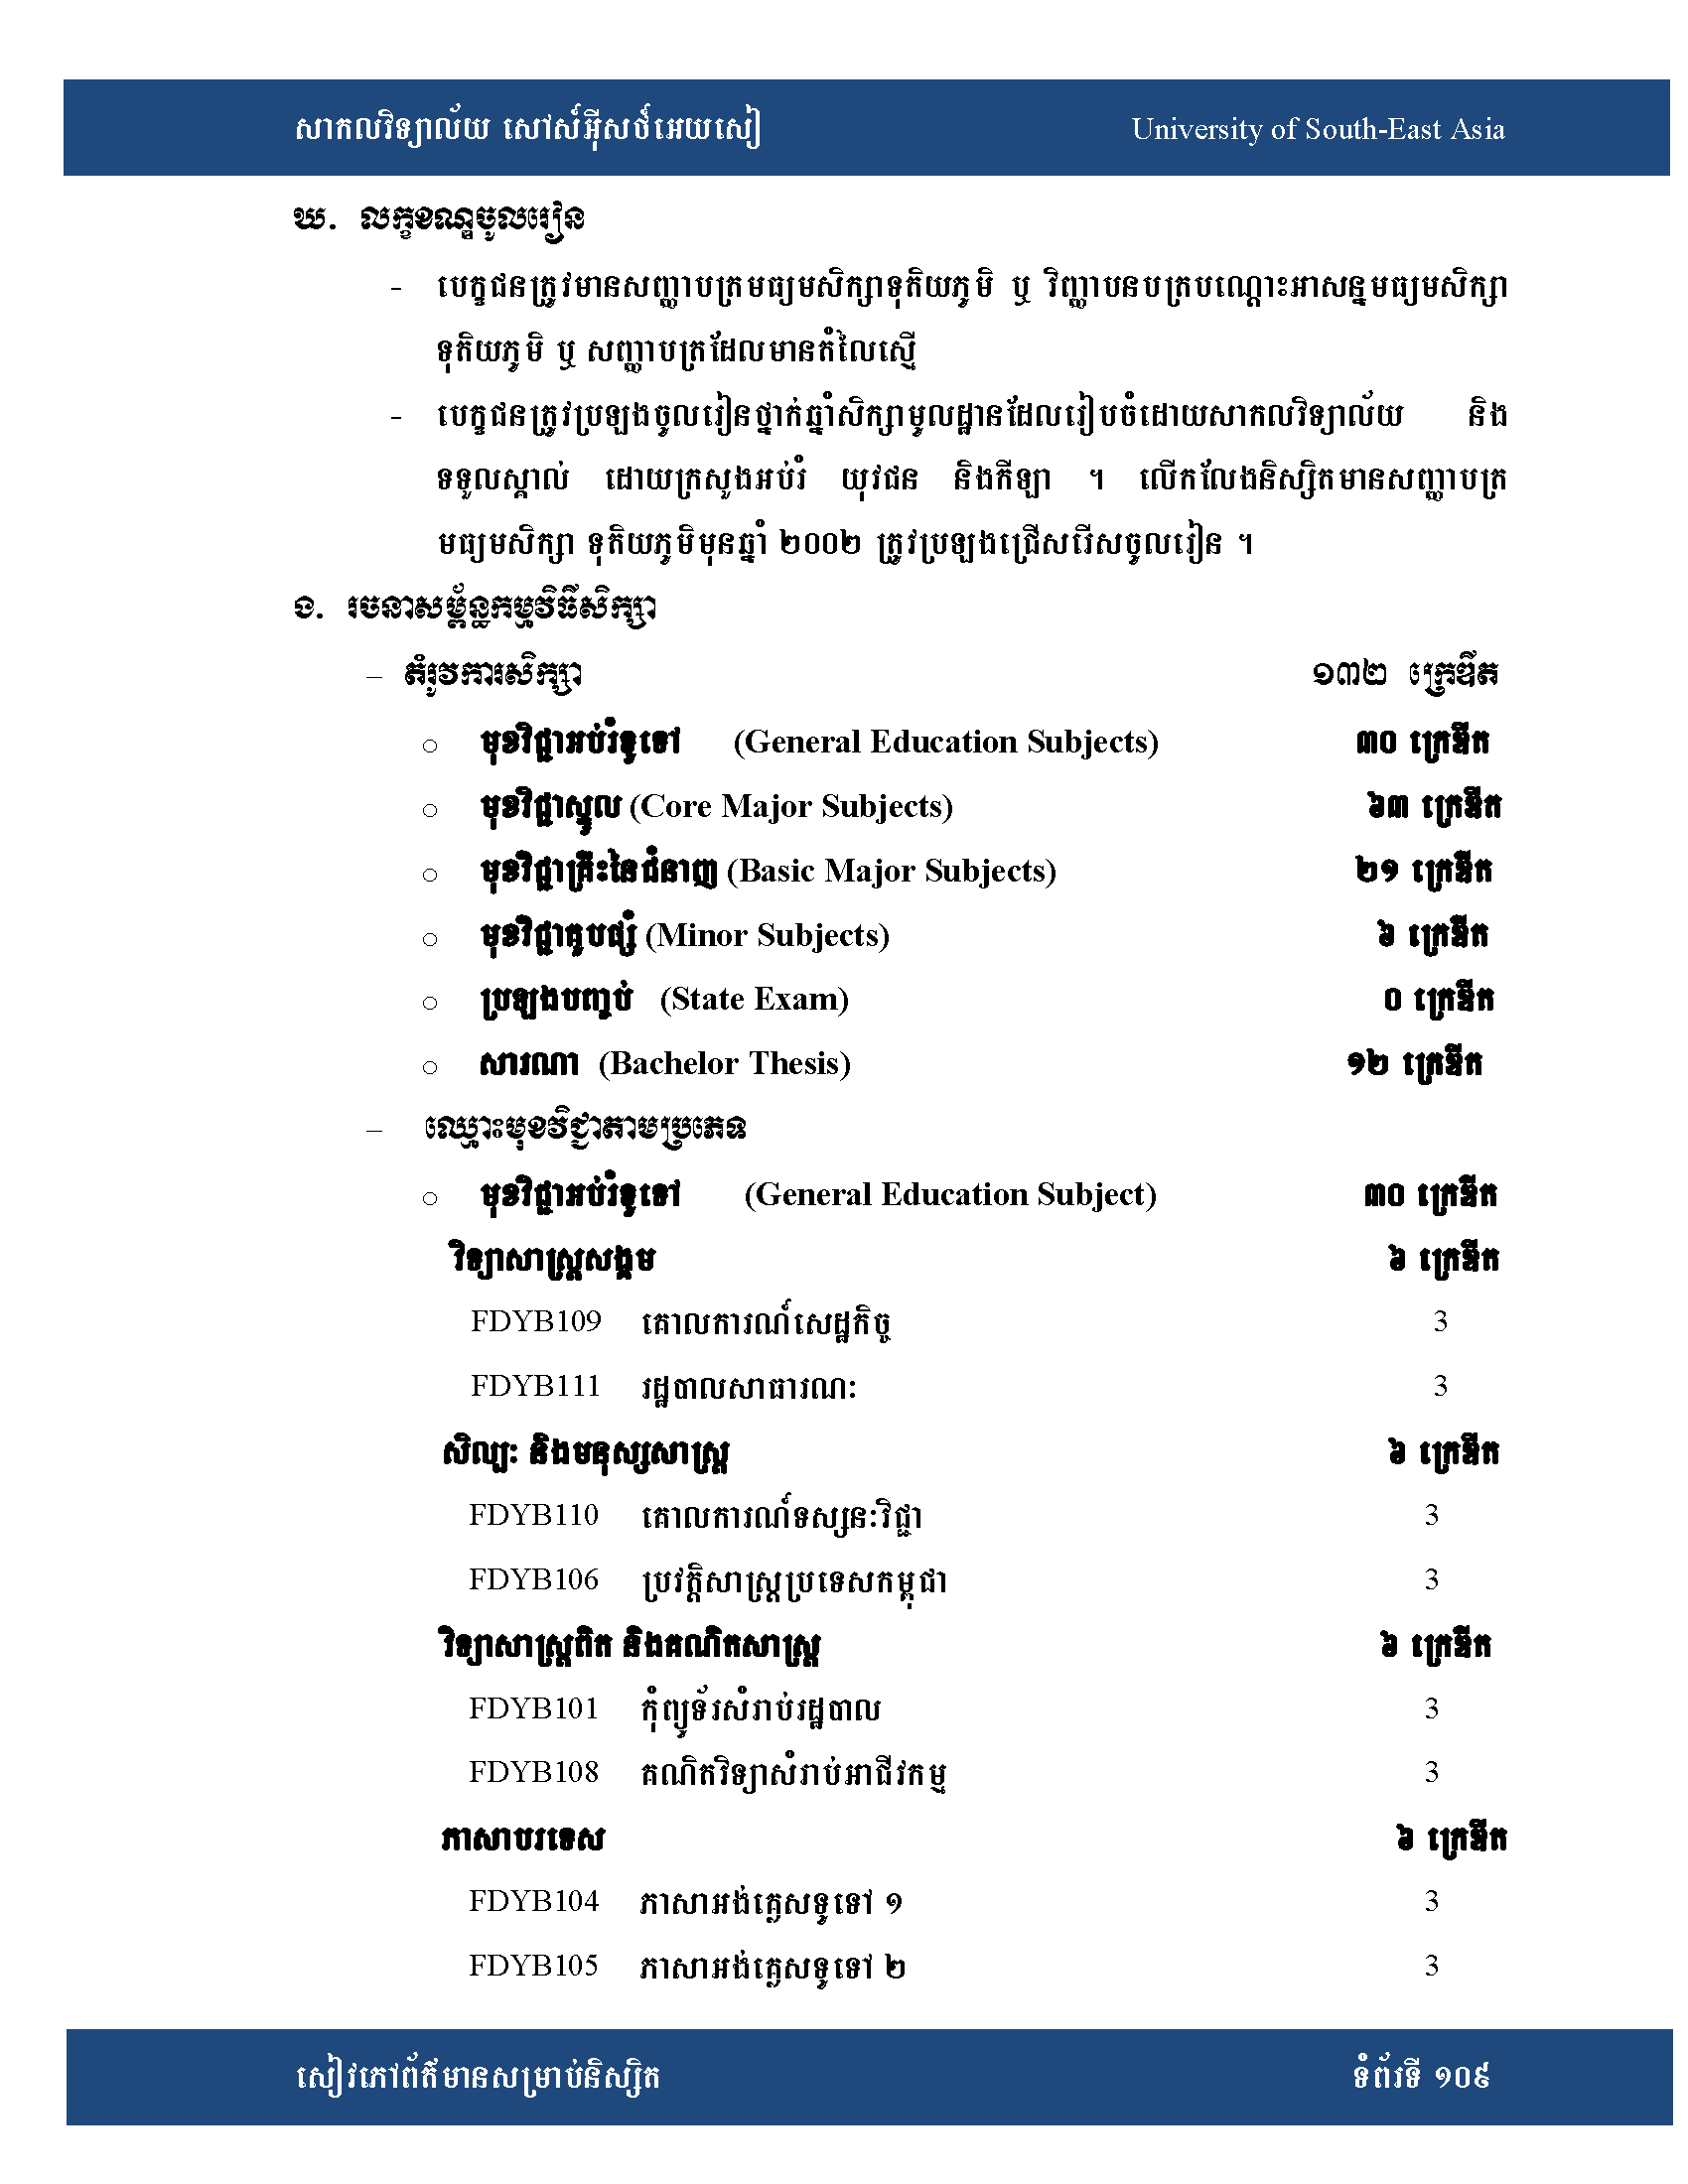 សាកលវិទ្យាល័យ សៅស៍អ៊ីសថ៍អេយសៀ University of South-East Asia
ឃ. លក្ខខណ្ឌចូលរៀន
- បេក្ខជនត្រូវមានសញ្ញាបត្រមធ្យមសិក្សាទុតិយភូមិ ឬ វិញ្ញាបនបត្របណ្តោះអាសន្នមធ្យមសិក្សា
ទុតិយភូមិ ឬ សញ្ញាបត្រដែលមានតំលៃស្មើ
- បេក្ខជនត្រូវប្រឡងចូលរៀនថ្នាក់ឆ្នាំសិក្សាមូលដ្ឋានដែលរៀបចំដោយសាកលវិទ្យាល័យ និង
ទទួលស្គាល់ ដោយក្រសួងអប់រំ យុវជន និងកីឡា ។ លើកលែងនិស្សិតមានសញ្ញាបត្រ
មធ្យមសិក្សា ទុតិយភូមិមុនឆ្នាំ ២០០២ ត្រូវប្រឡងជ្រើសរើសចូលរៀន ។
ង. រចនាសម្ព័ន្ធកម្មវិធីសិក្សា
– តំរូវការសិក្សា ១៣២ ក្រេឌីត
○ មុខវិជ្ជាអប់រំទូទៅ (General Education Subjects) ៣០ ក្រេឌីត
○ មុខវិជ្ជាស្នូល (Core Major Subjects) ៦៣ ក្រេឌីត
○ មុខវិជ្ជាគ្រឹះនៃជំនាញ (Basic Major Subjects) ២១ ក្រេឌីត
○ មុខវិជ្ជាគួបផ្សំ (Minor Subjects) ៦ ក្រេឌីត
○ ប្រឡងបញ្ចប់ (State Exam) ០ ក្រេឌីត
○ សារណា (Bachelor Thesis) ១២ ក្រេឌីត
– ឈ្មោះមុខវិជ្ជាតាមប្រភេទ
○ មុខវិជ្ជាអប់រំទូទៅ (General Education Subject) ៣០ ក្រេឌីត
វិទ្យាសាស្ត្រសង្គម ៦ ក្រេឌីត
FDYB109 គោលការណ៍សេដ្ឋកិច្ច 3
FDYB111 រដ្ឋបាលសាធារណៈ 3
សិល្បៈ និងមនុស្សសាស្ត្រ ៦ ក្រេឌីត
FDYB110 គោលការណ៍ទស្សនៈវិជ្ជា 3
FDYB106 ប្រវត្តិសាស្ត្រប្រទេសកម្ពុជា 3
វិទ្យាសាស្ត្រពិត និងគណិតសាស្ត្រ ៦ ក្រេឌីត
FDYB101 កុំព្យូទ័រសំរាប់រដ្ឋបាល 3
FDYB108 គណិតវិទ្យាសំរាប់អាជីវកម្ម 3
ភាសាបរទេស ៦ ក្រេឌីត
FDYB104 ភាសាអង់គ្លេសទូទៅ ១ 3
FDYB105 ភាសាអង់គ្លេសទូទៅ ២ 3
សៀវភៅព័ត៌មានសម្រាប់និស្សិត ទំព័រទី ១០៩